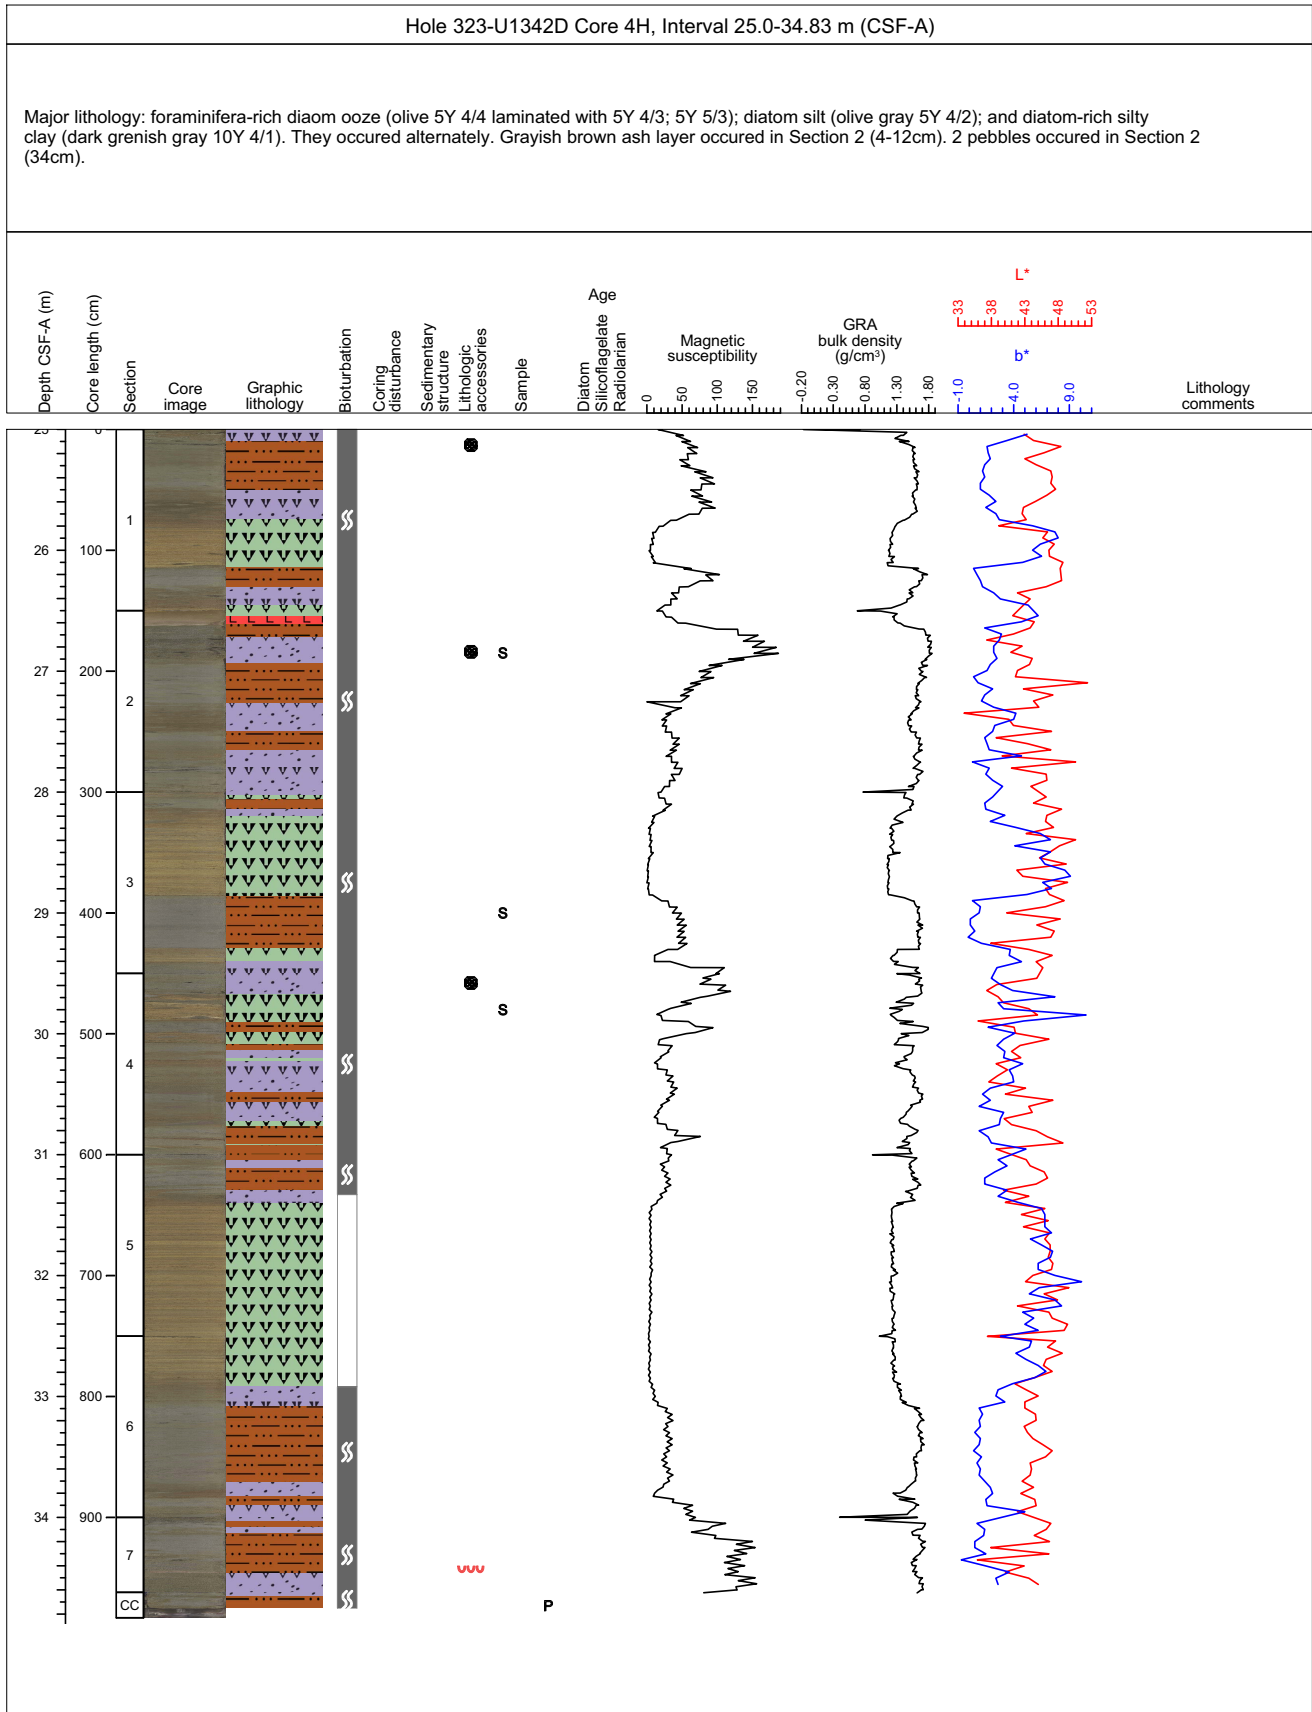 Hole 323-U1342D Core 4H, Interval 25.0-34.83 m (CSF-A)
Major lithology: foraminifera-rich diaom ooze (olive 5Y 4/4 laminated with 5Y 4/3; 5Y 5/3); diatom silt (olive gray 5Y 4/2); and diatom-rich silty
clay (dark grenish gray 10Y 4/1). They occured alternately. Grayish brown ash layer occured in Section 2 (4-12cm). 2 pebbles occured in Section 2
(34cm).
Depth CSF-A (m)
Core length (cm)
Section
Core
image
Graphic
lithology
Bioturbation
Coring
disturbance
Sedimentary
structure
Lithologic
accessories
Sample
Age
Diatom
Silicoflagelate
Radiolarian
Magnetic
susceptibility
0 50 100 150
GRA
bulk density
(g/cm³)
-0.20 0.30 0.80 1.30 1.80
L*
33 38 43 48 53
b*
-1.0 4.0 9.0
Lithology
comments
25 0
1
26 100
S
27 200
2
28 300
3
29 400
S
S
30 500
4
31 600
5
32 700
33 800
6
34 900
7
CC
P